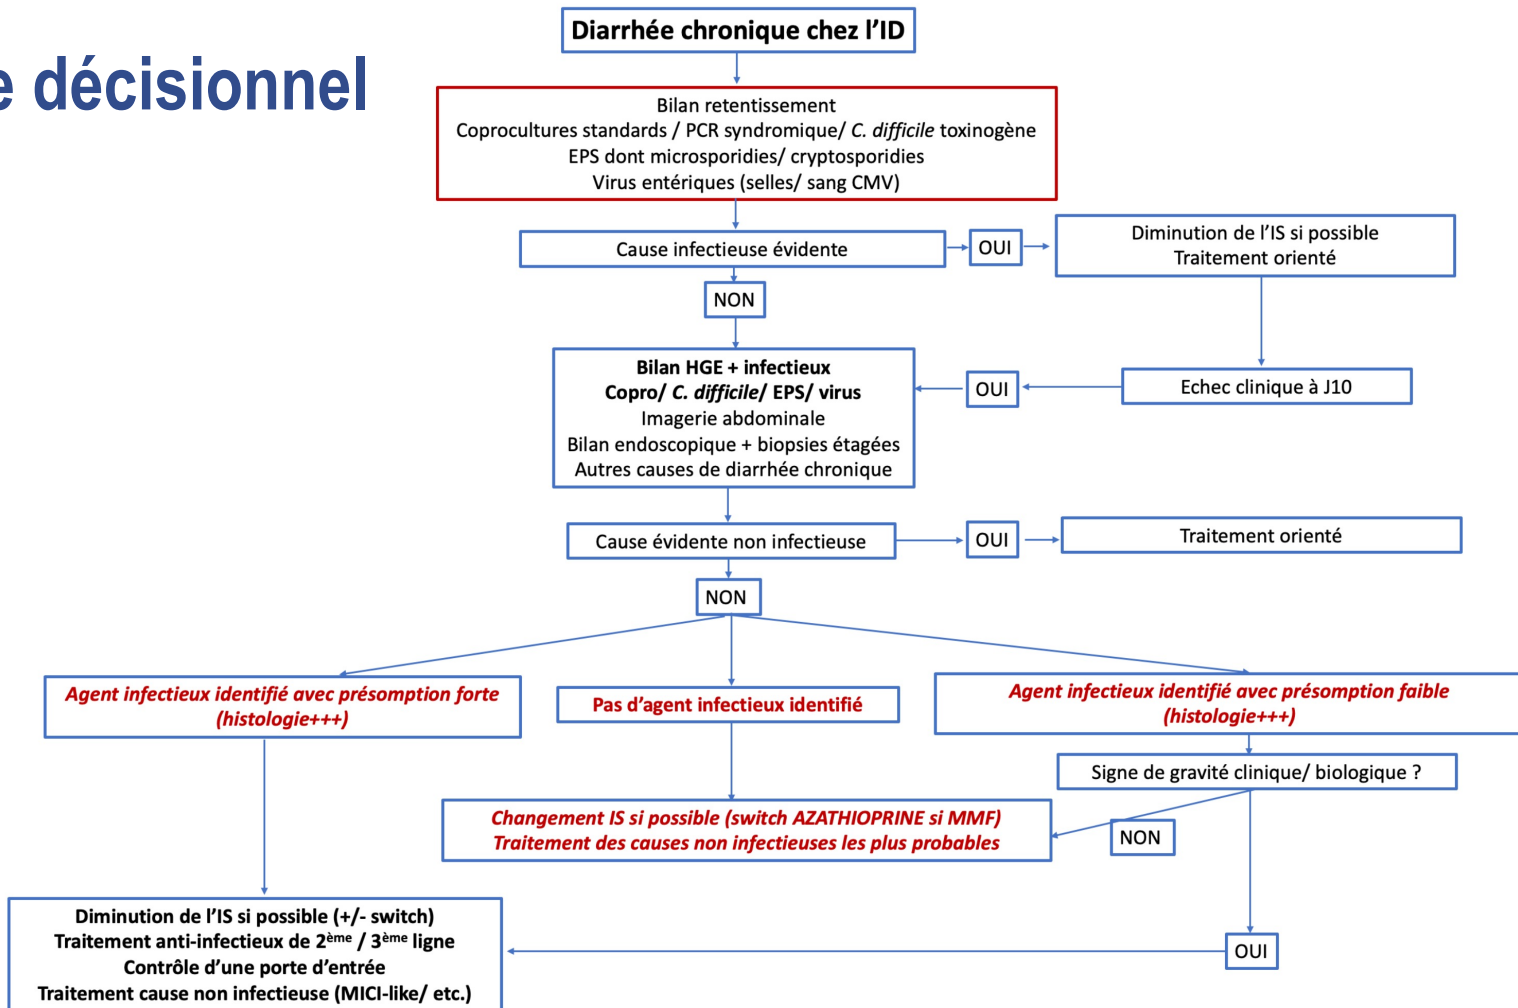 e décisionnel
Diarrhée chronique chez l'ID
Bilan retentissement
Coprocultures standards / PCR syndromique/ C. difficile toxinogène
EPS dont microsporidies/ cryptosporidies
Virus entériques (selles/ sang CMV)
Cause infectieuse évidente
OUI
Diminution de l'IS si possible
Traitement orienté
NON
Bilan HGE + infectieux
Copro/ C. difficile/ EPS/ virus
Imagerie abdominale
Bilan endoscopique + biopsies étagées
Autres causes de diarrhée chronique
OUI
Echec clinique à J10
Cause évidente non infectieuse
OUI
Traitement orienté
NON
Agent infectieux identifié avec présomption forte
(histologie+++)
Pas d'agent infectieux identifié
Agent infectieux identifié avec présomption faible
(histologie+++)
Signe de gravité clinique/ biologique ?
Changement IS si possible (switch AZATHIOPRINE si MMF)
Traitement des causes non infectieuses les plus probables
NON
Diminution de l'IS si possible (+/- switch)
Traitement anti-infectieux de 2ème / 3ème ligne
Contrôle d'une porte d'entrée
Traitement cause non infectieuse (MICI-like/ etc.)
OUI